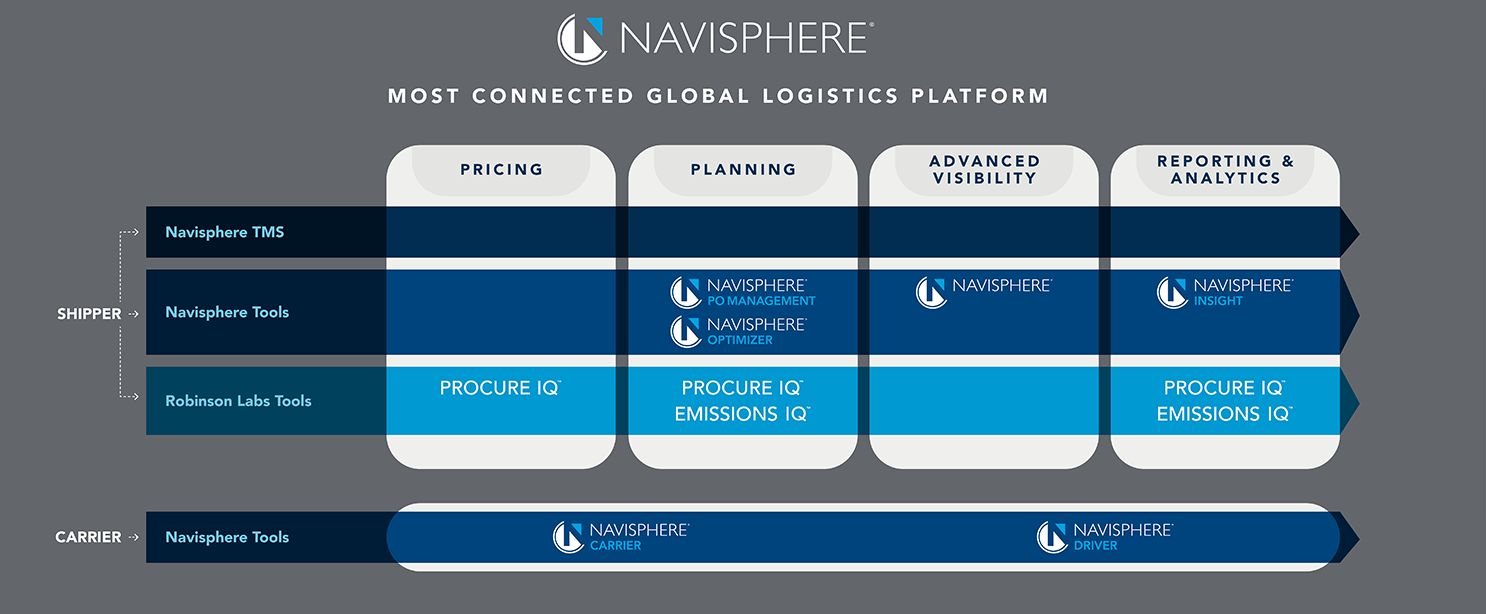 NAVISPHERE®
MOST CONNECTED GLOBAL LOGISTICS PLATFORM
PRICING
PLANNING
ADVANCED
VISIBILITY
REPORTING &
ANALYTICS
SHIPPER
Navisphere TMS
Navisphere Tools
NAVISPHERE®
PO MANAGEMENT
NAVISPHERE®
OPTIMIZER
NAVISPHERE®
NAVISPHERE®
INSIGHT
Robinson Labs Tools
PROCURE IQ™
PROCURE IQ™
EMISSIONS IQ™
PROCURE IQ™
EMISSIONS IQ™
CARRIER
Navisphere Tools
NAVISPHERE®
CARRIER
NAVISPHERE®
DRIVER